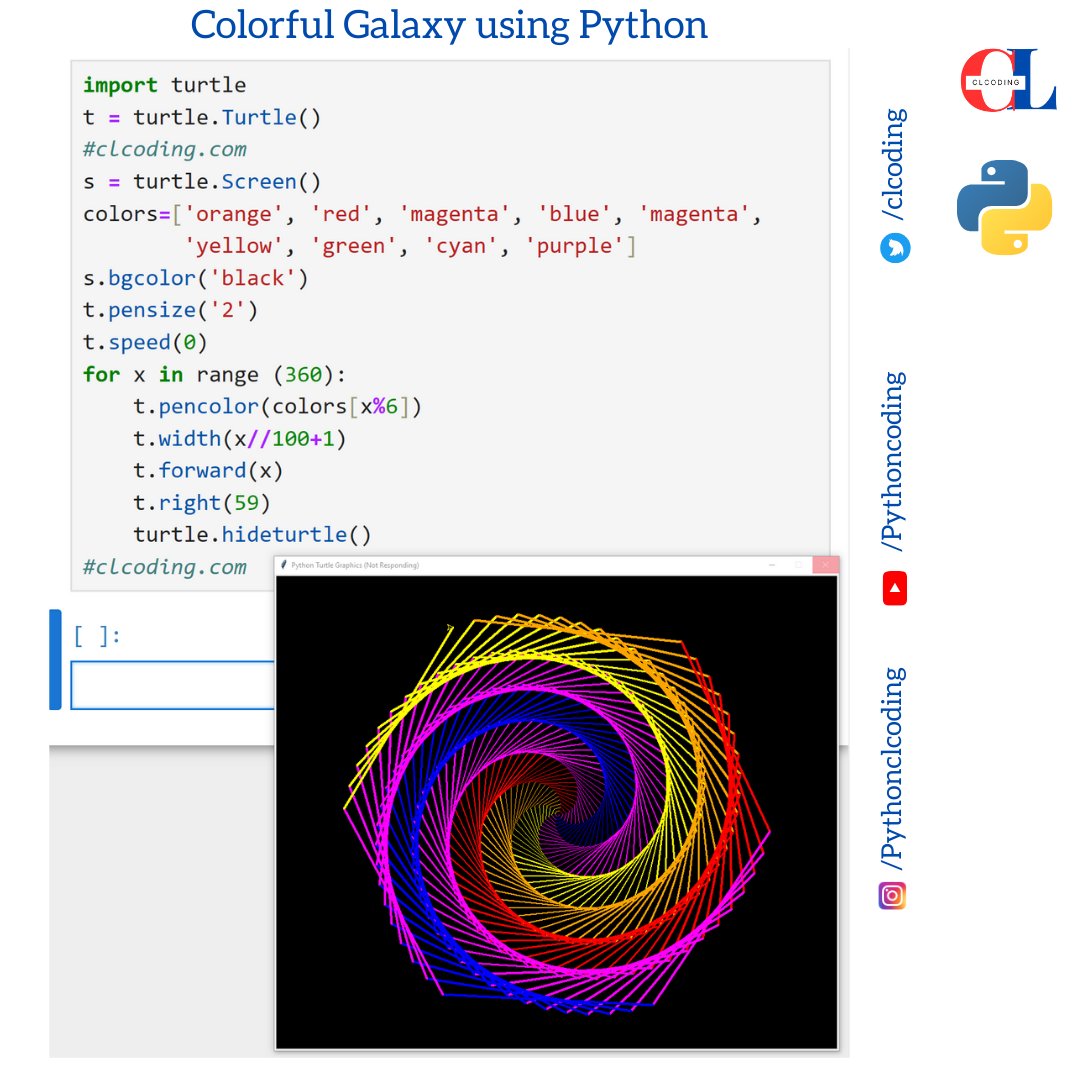 Colorful Galaxy using Python
import turtle
t = turtle.Turtle()
#clcoding.com
s = turtle.Screen()
colors=['orange', 'red', 'magenta', 'blue', 'magenta',
        'yellow', 'green', 'cyan', 'purple']
s.bgcolor('black')
t.pensize('2')
t.speed(0)
for x in range (360):
    t.pencolor(colors[x%6])
    t.width(x//100+1)
    t.forward(x)
    t.right(59)
    turtle.hideturtle()
#clcoding.com
[ ]:
Python Turtle Graphics (Not Responding)
CL
CLCODING
/clcoding
/Pythoncoding
/Pythonclcoding